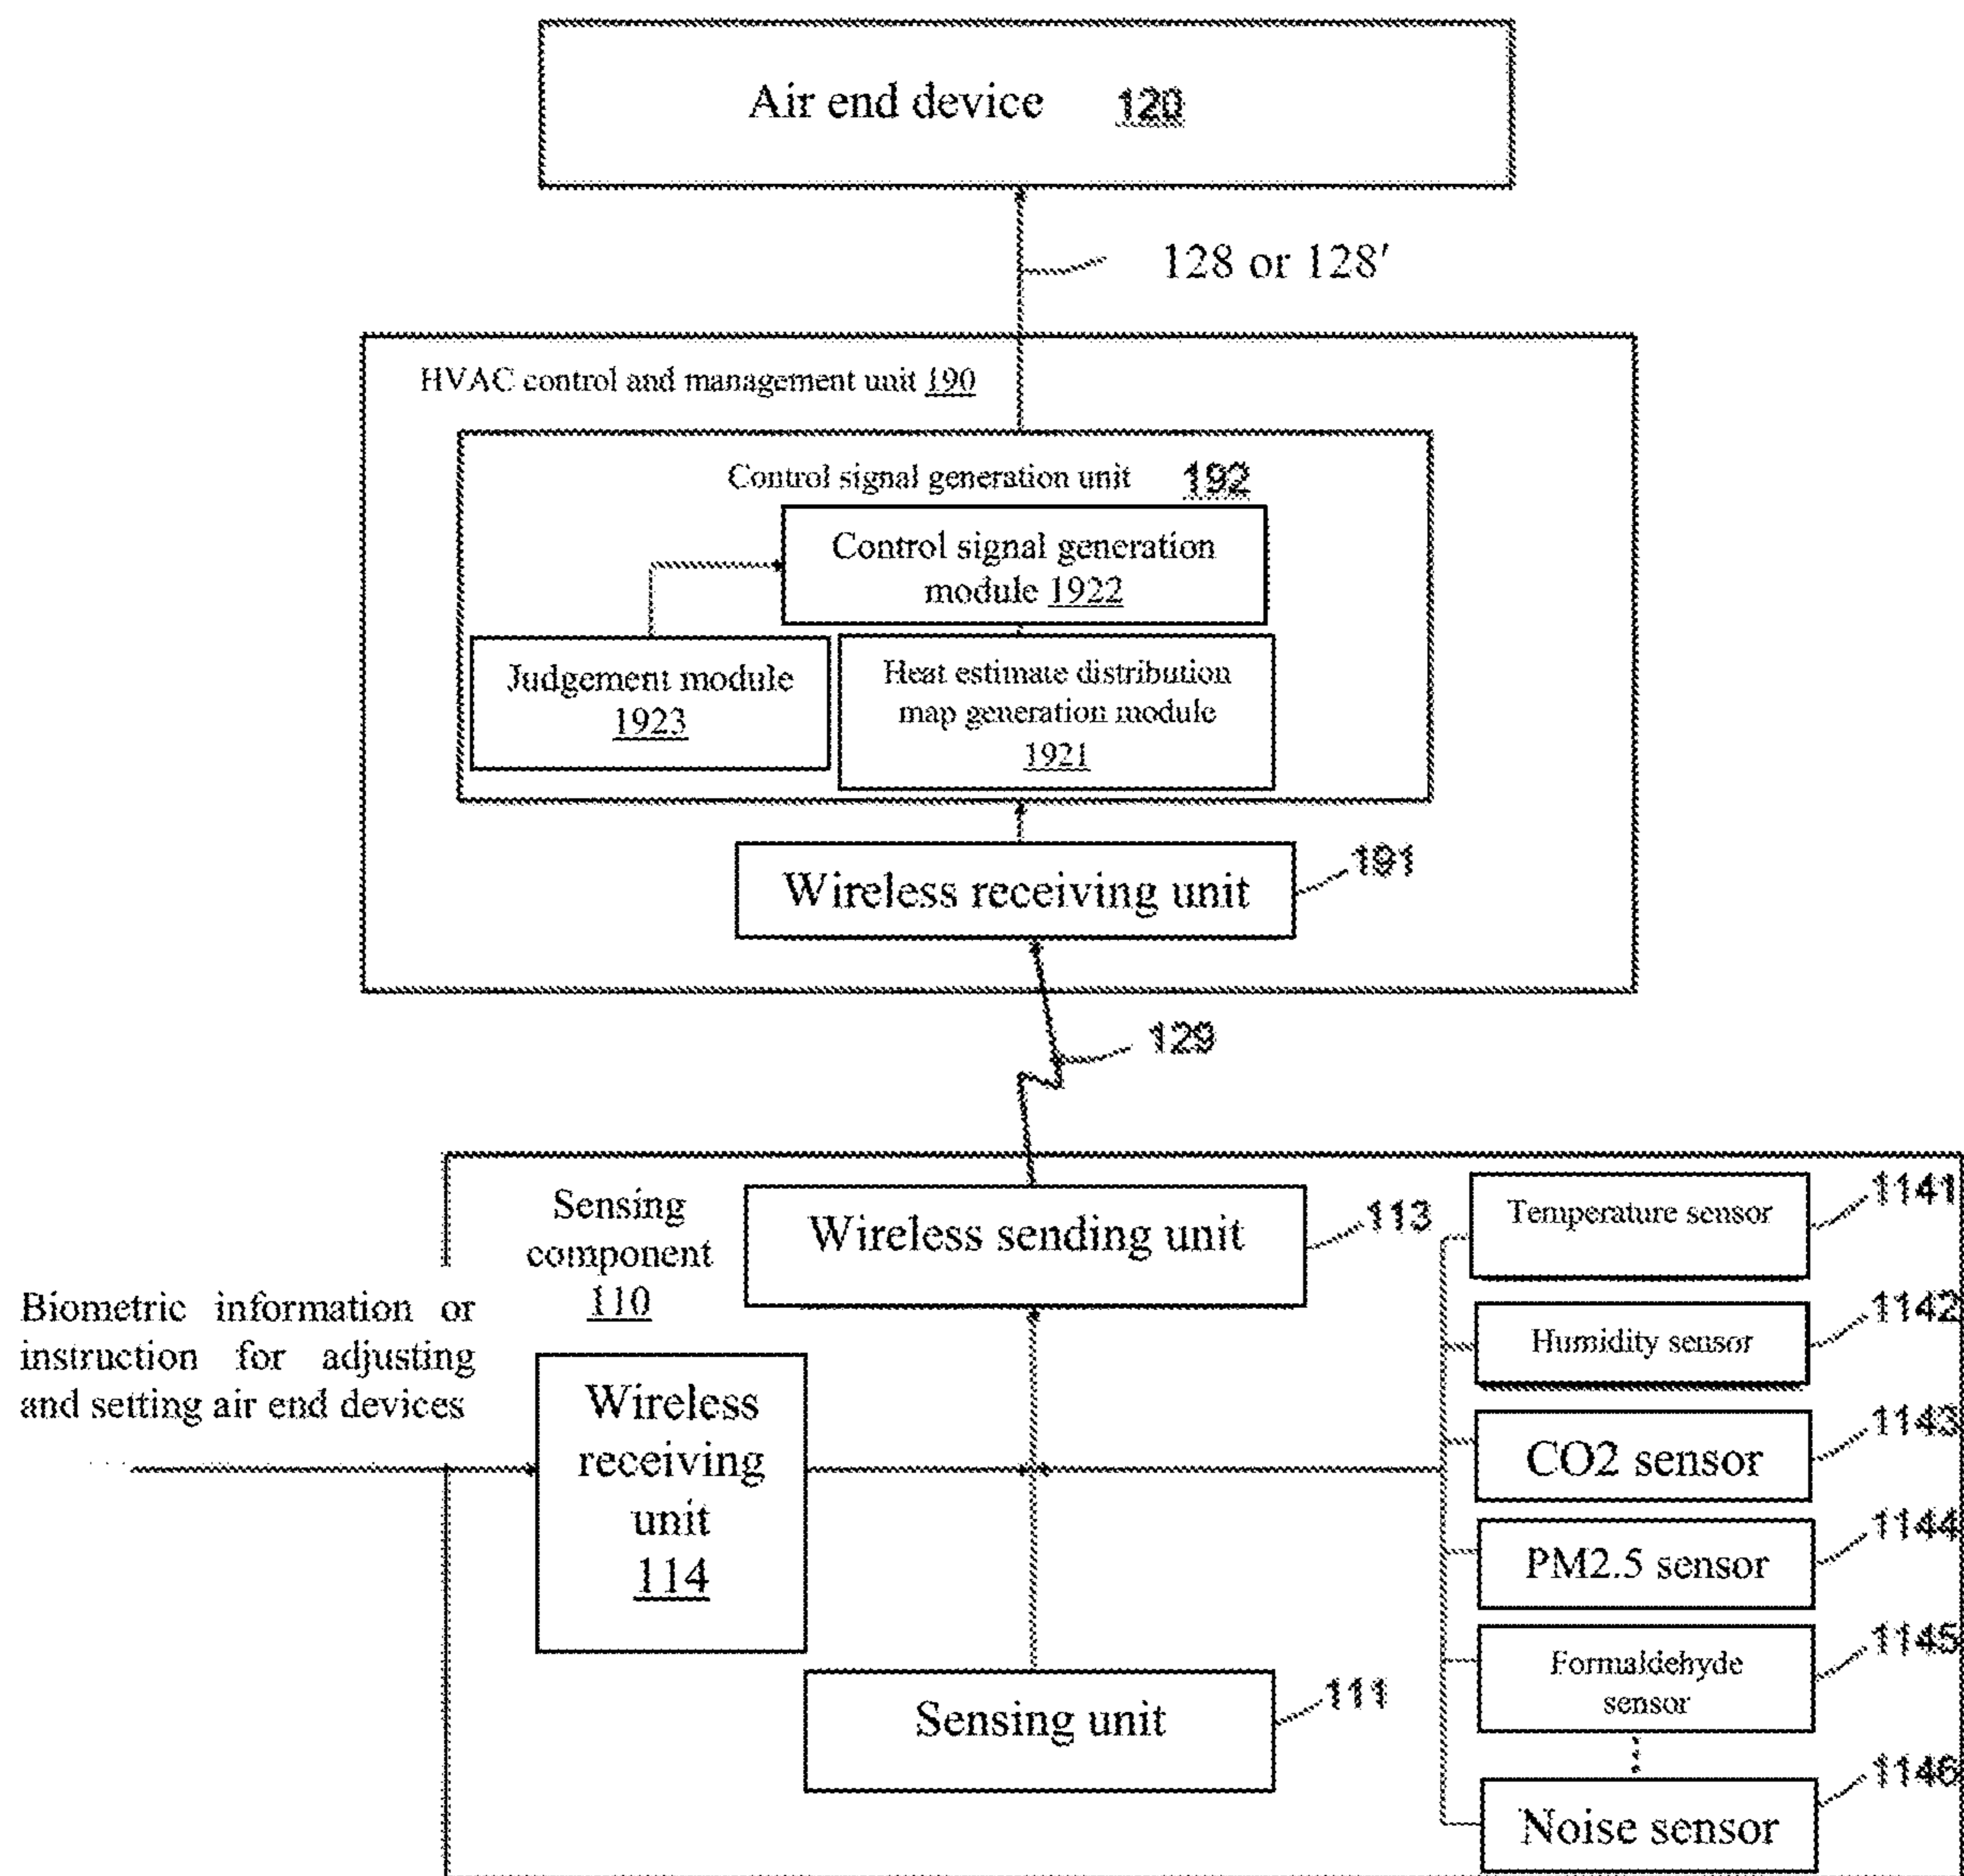 Air end device 120
128 or 128'
HVAC control and management unit 190
Control signal generation unit 192
Control signal generation
module 1922
Judgement module
1923
Heat estimate distribution
map generation module
1921
Wireless receiving unit
191
129
Sensing
component
110
Wireless sending unit
113
Temperature sensor
1141
Humidity sensor
1142
CO2 sensor
1143
PM2.5 sensor
1144
Formaldehyde
sensor
1145
Noise sensor
1146
Biometric information or
instruction for adjusting
and setting air end devices
Wireless
receiving
unit
114
Sensing unit
111